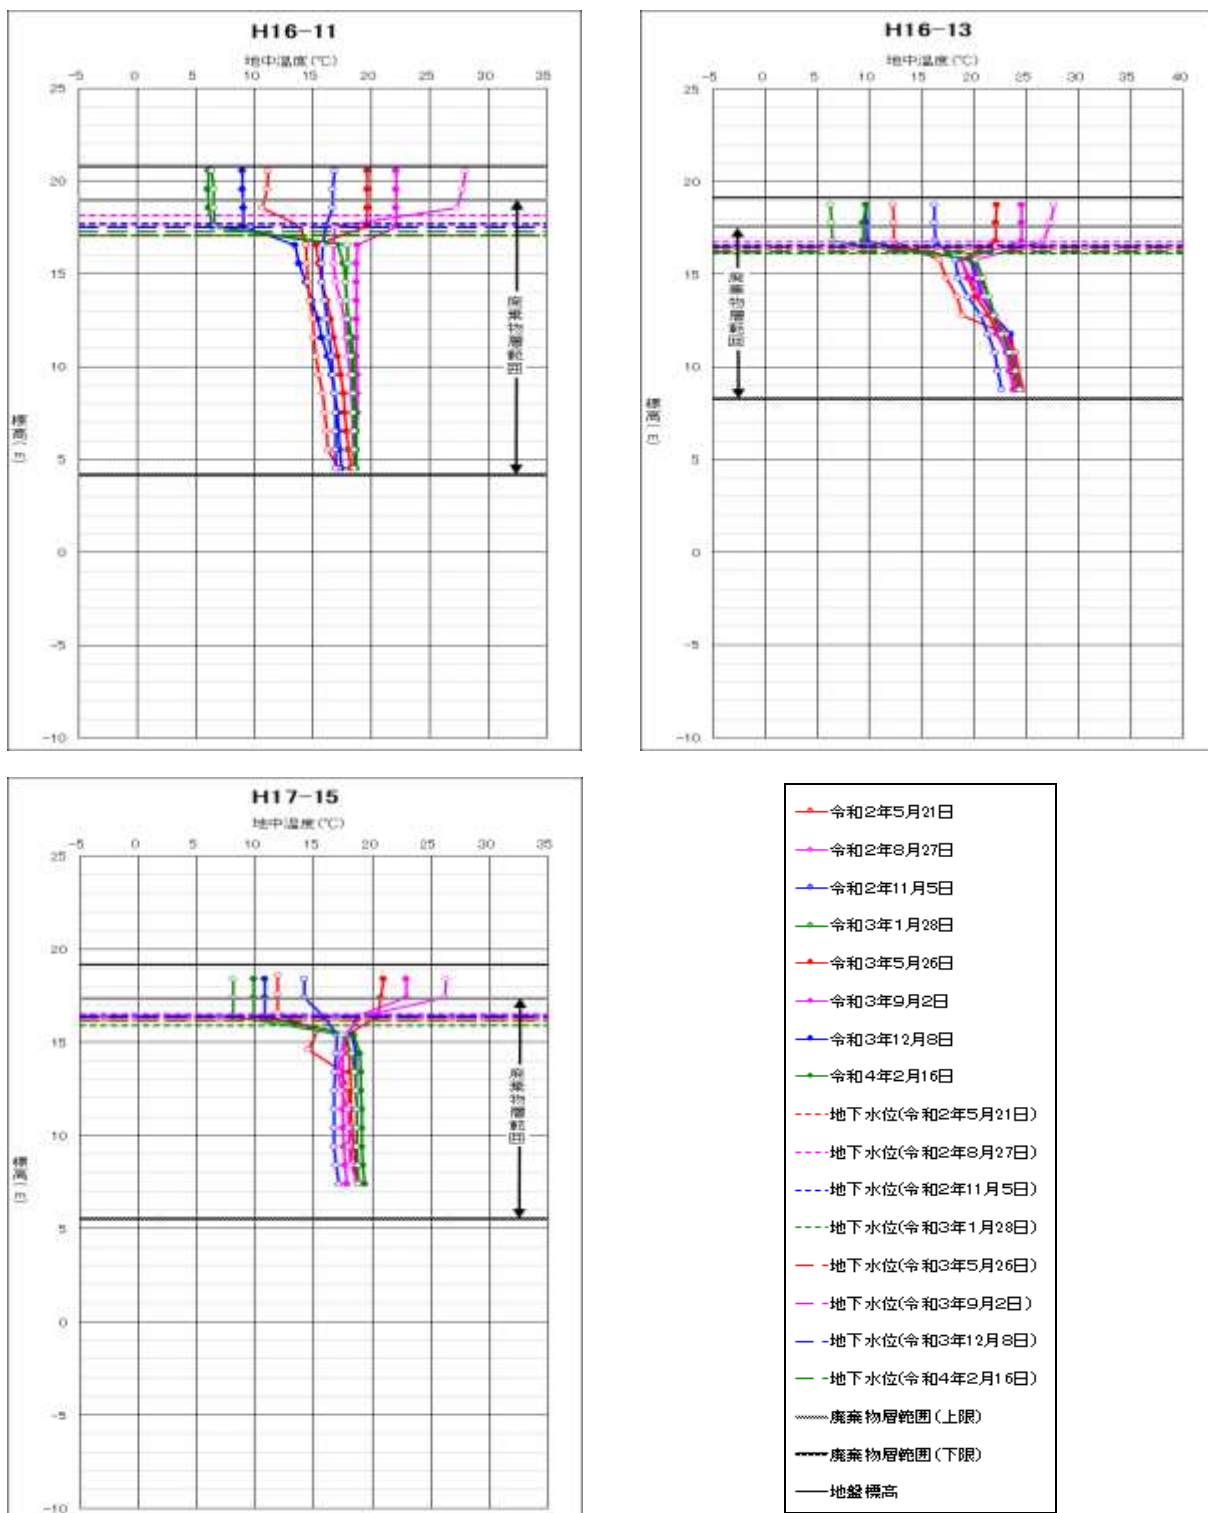 H16-11
地中温度(℃)
-5 0 5 10 15 20 25 30 35
25
20
15
10
5
0
-5
-10
標高(m)
廃棄物層範囲
H16-13
地中温度(℃)
-5 0 5 10 15 20 25 30 35 40
25
20
15
10
5
0
-5
-10
標高(m)
廃棄物層範囲
H17-15
地中温度(℃)
-5 0 5 10 15 20 25 30 35
25
20
15
10
5
0
-5
-10
標高(m)
廃棄物層範囲
令和2年5月21日
令和2年8月27日
令和2年11月5日
令和3年1月28日
令和3年5月26日
令和3年9月2日
令和3年12月8日
令和4年2月16日
地下水位(令和2年5月21日)
地下水位(令和2年8月27日)
地下水位(令和2年11月5日)
地下水位(令和3年1月28日)
地下水位(令和3年5月26日)
地下水位(令和3年9月2日)
地下水位(令和3年12月8日)
地下水位(令和4年2月16日)
廃棄物層範囲(上限)
廃棄物層範囲(下限)
地盤標高